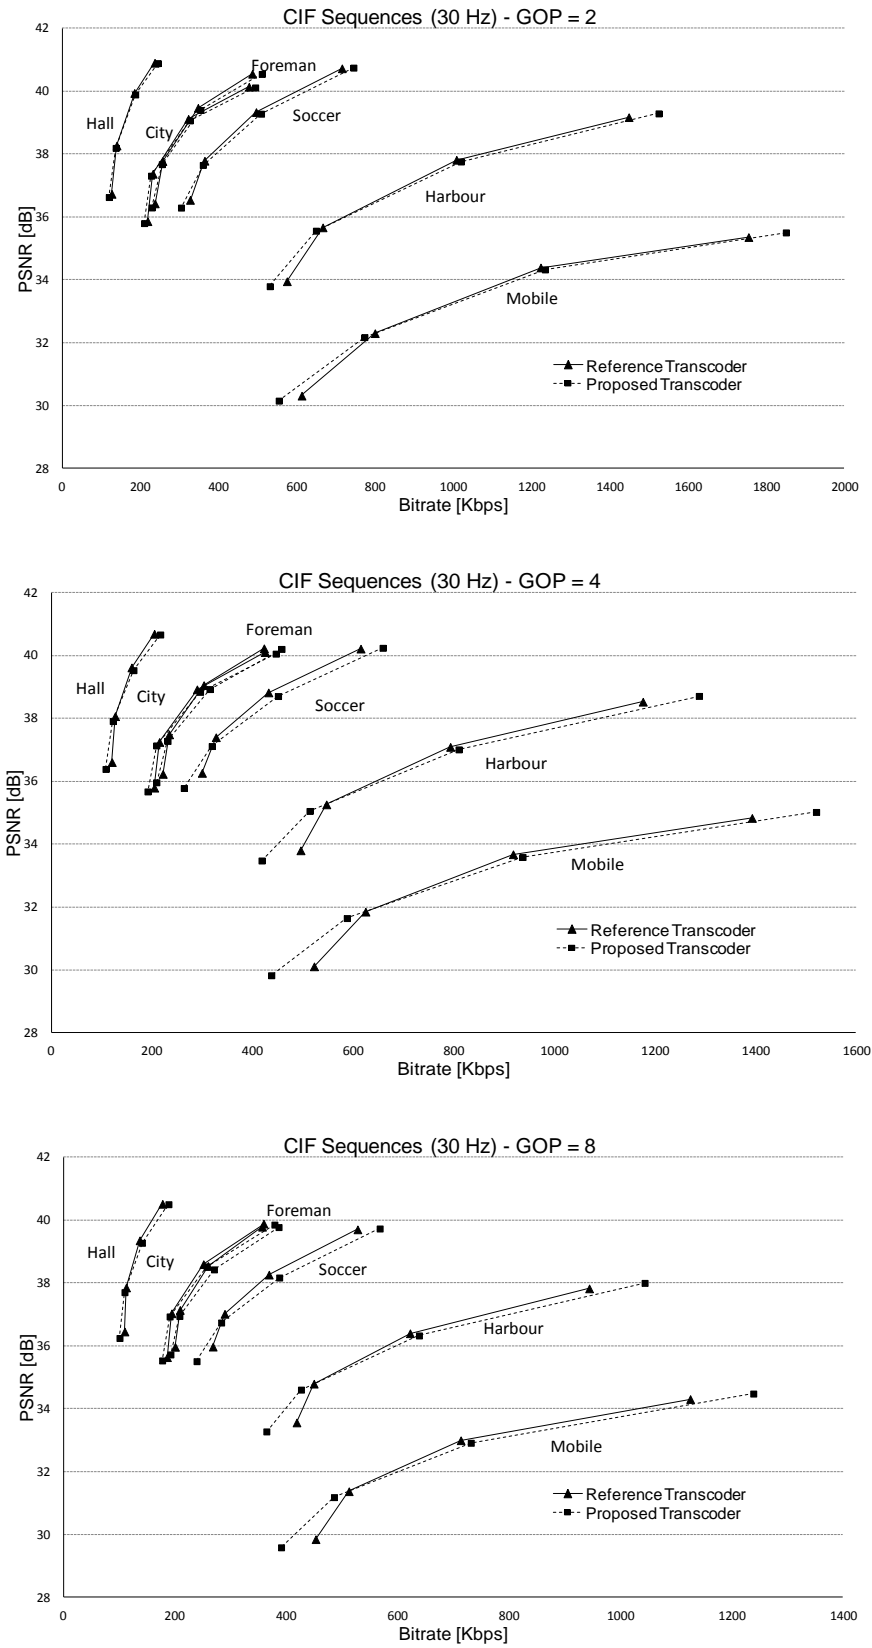 CIF Sequences (30 Hz) - GOP = 2
42
40
38
36
34
32
30
28
PSNR [dB]
Foreman
Hall
City
Soccer
Harbour
Mobile
Reference Transcoder
Proposed Transcoder
0 200 400 600 800 1000 1200 1400 1600 1800 2000
Bitrate [Kbps]
CIF Sequences (30 Hz) - GOP = 4
42
40
38
36
34
32
30
28
PSNR [dB]
Foreman
Hall
City
Soccer
Harbour
Mobile
Reference Transcoder
Proposed Transcoder
0 200 400 600 800 1000 1200 1400 1600
Bitrate [Kbps]
CIF Sequences (30 Hz) - GOP = 8
42
40
38
36
34
32
30
28
PSNR [dB]
Foreman
Hall
City
Soccer
Harbour
Mobile
Reference Transcoder
Proposed Transcoder
0 200 400 600 800 1000 1200 1400
Bitrate [Kbps]